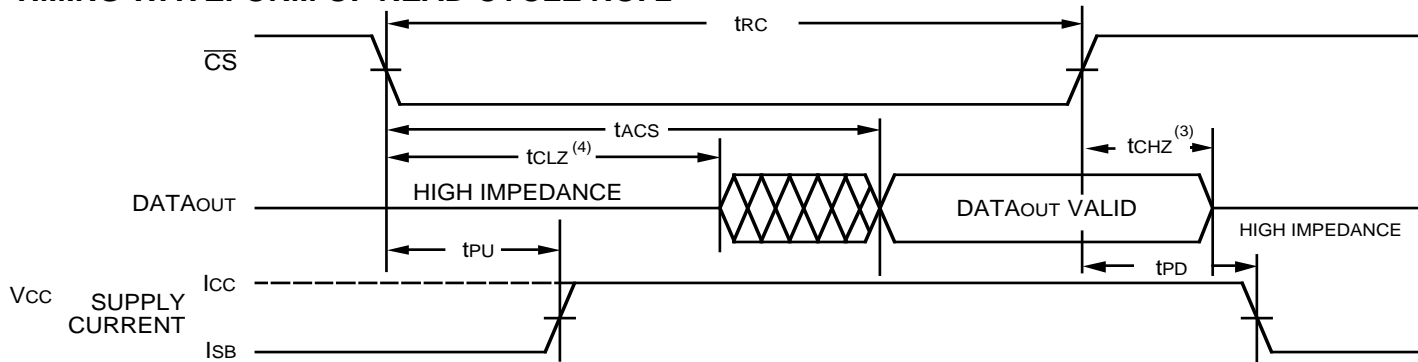 tRC
CS
tACS
tCLZ (4)
tCHZ (3)
HIGH IMPEDANCE
DATAOUT
DATAOUT VALID
HIGH IMPEDANCE
tPU
tPD
VCC SUPPLY CURRENT
ICC
ISB